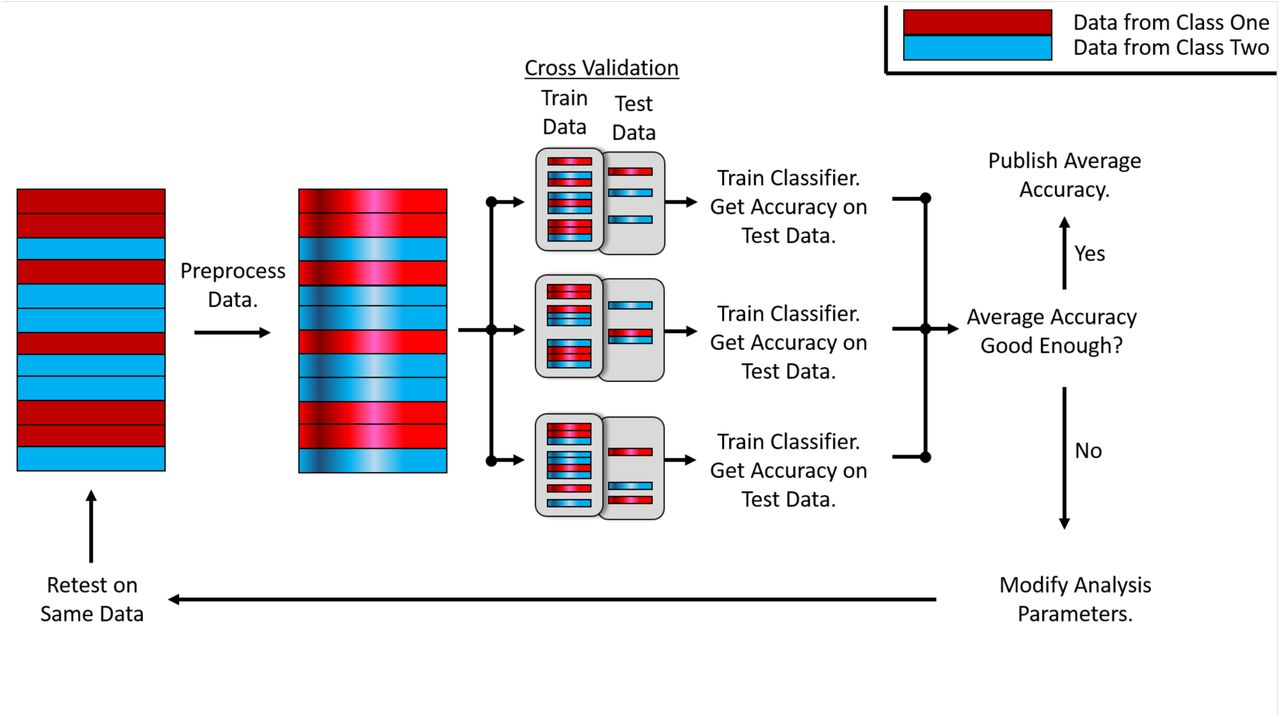 Data from Class One
Data from Class Two
Cross Validation
Train
Data
Test
Data
Preprocess
Data.
Train Classifier.
Get Accuracy on
Test Data.
Train Classifier.
Get Accuracy on
Test Data.
Train Classifier.
Get Accuracy on
Test Data.
Publish Average
Accuracy.
Yes
Average Accuracy
Good Enough?
No
Modify Analysis
Parameters.
Retest on
Same Data